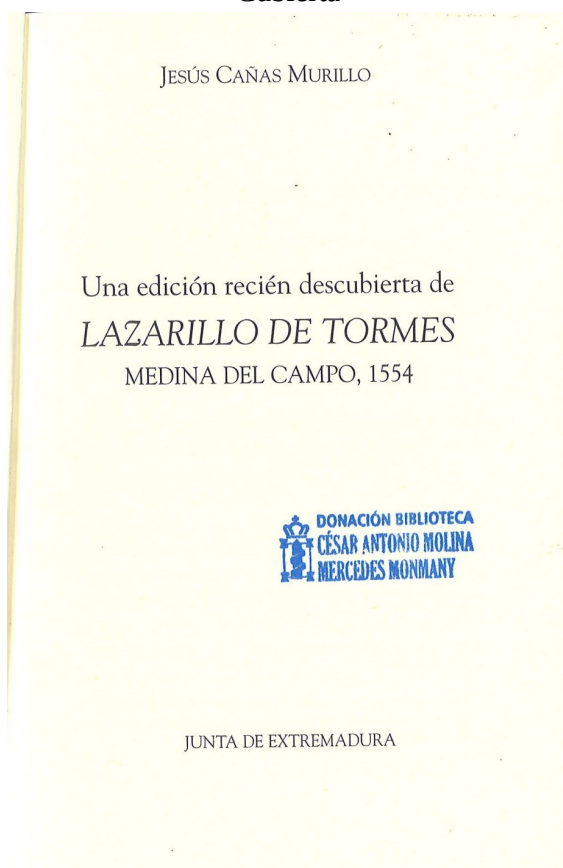 JESÚS CAÑAS MURILLO
Una edición recién descubierta de
LAZARILLO DE TORMES
MEDINA DEL CAMPO, 1554
DONACIÓN BIBLIOTECA
CÉSAR ANTONIO MOLINA
MERCEDES MONMANY
JUNTA DE EXTREMADURA